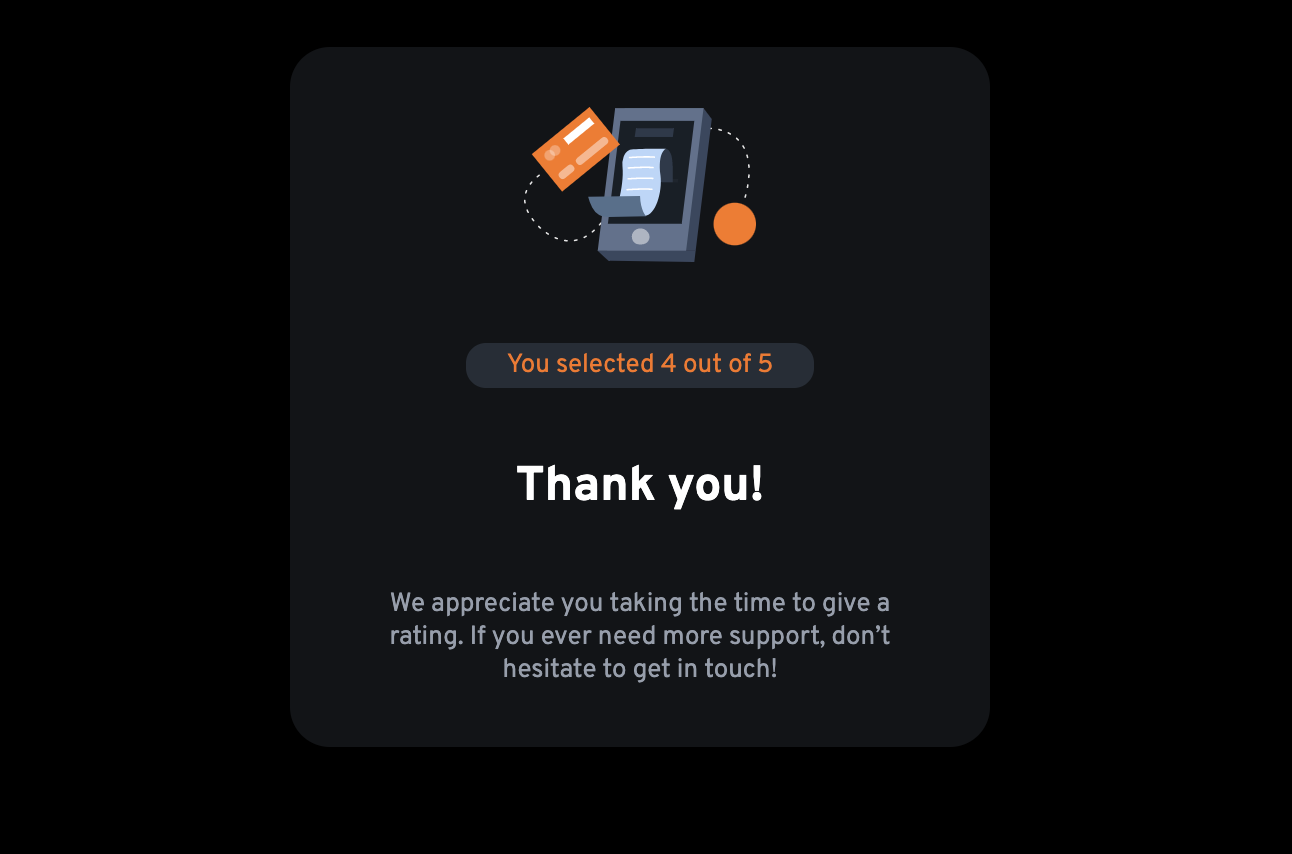 You selected 4 out of 5
Thank you!
We appreciate you taking the time to give a
rating. If you ever need more support, don’t
hesitate to get in touch!